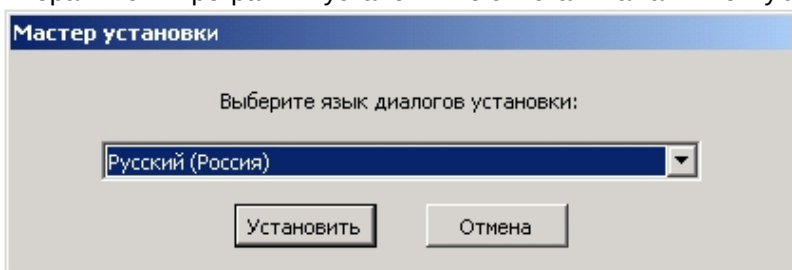 Мастер установки
Выберите язык диалогов установки:
Русский (Россия)
Установить Отмена